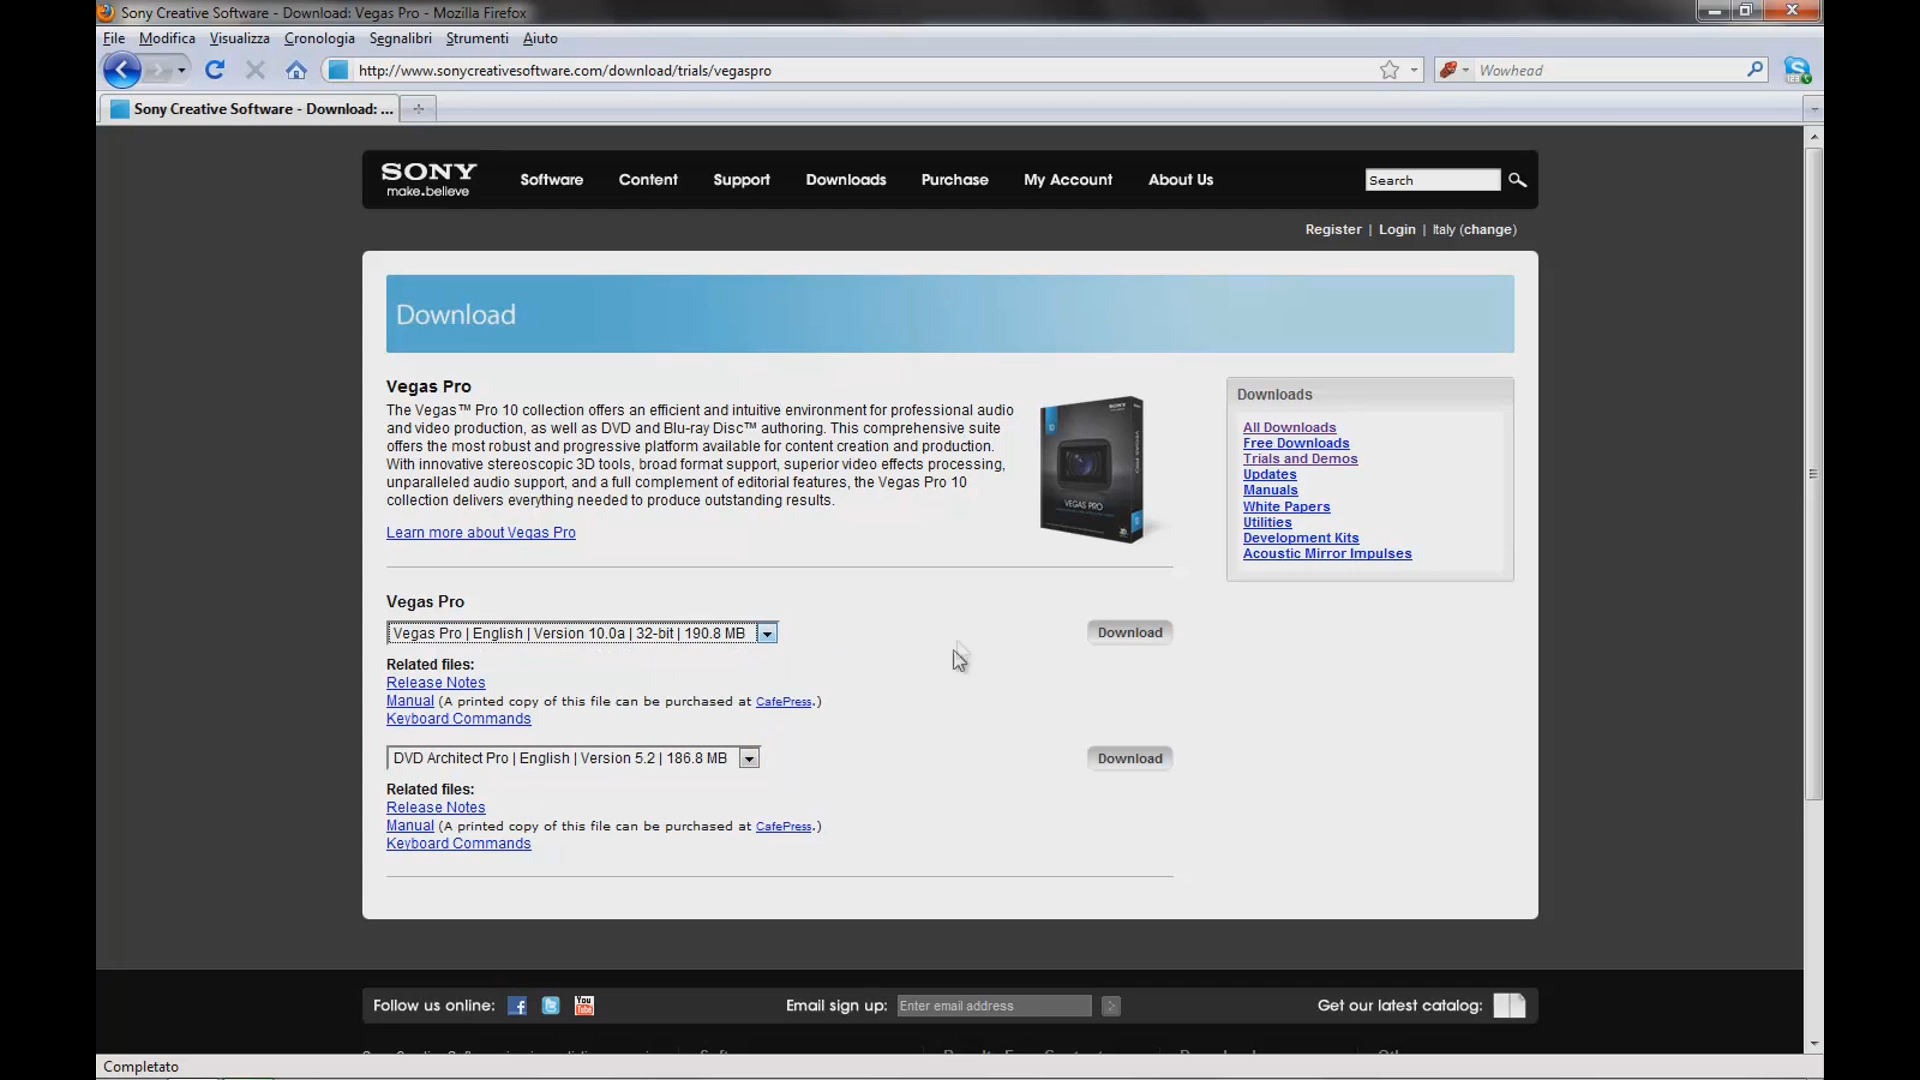 Sony Creative Software - Download: Vegas Pro - Mozilla Firefox
File Modifica Visualizza Cronologia Segnalibri Strumenti Aiuto
http://www.sonycreativesoftware.com/download/trials/vegaspro
Wowhead
Sony Creative Software - Download: ...
SONY
make.believe
Software Content Support Downloads Purchase My Account About Us
Search
Register | Login | Italy (change)
Download
Vegas Pro
The Vegas™ Pro 10 collection offers an efficient and intuitive environment for professional audio
and video production, as well as DVD and Blu-ray Disc™ authoring. This comprehensive suite
offers the most robust and progressive platform available for content creation and production.
With innovative stereoscopic 3D tools, broad format support, superior video effects processing,
unparalleled audio support, and a full complement of editorial features, the Vegas Pro 10
collection delivers everything needed to produce outstanding results.
Learn more about Vegas Pro
SONY
10
VEGAS PRO
VEGAS PRO
Downloads
All Downloads
Free Downloads
Trials and Demos
Updates
Manuals
White Papers
Utilities
Development Kits
Acoustic Mirror Impulses
Vegas Pro
Vegas Pro | English | Version 10.0a | 32-bit | 190.8 MB
Download
Related files:
Release Notes
Manual (A printed copy of this file can be purchased at CafePress.)
Keyboard Commands
DVD Architect Pro | English | Version 5.2 | 186.8 MB
Download
Related files:
Release Notes
Manual (A printed copy of this file can be purchased at CafePress.)
Keyboard Commands
Follow us online:
You Tube
Email sign up: Enter email address
Get our latest catalog:
Completato